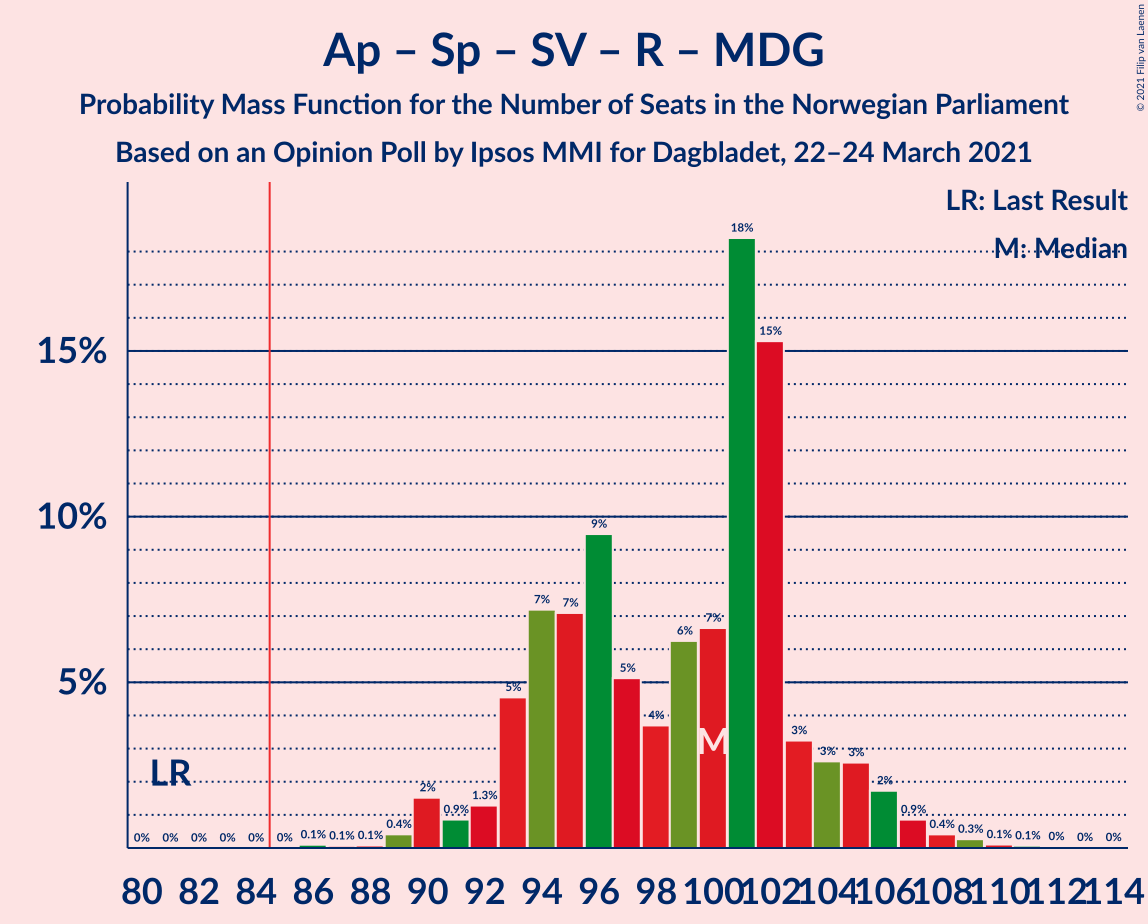 Ap – Sp – SV – R – MDG
Probability Mass Function for the Number of Seats in the Norwegian Parliament
Based on an Opinion Poll by Ipsos MMI for Dagbladet, 22–24 March 2021
© 2021 Filip van Laenen
LR: Last Result
M: Median
15%
10%
5%
LR
M
0% 0% 0% 0% 0% 0% 0.1% 0.1% 0.1% 0.4% 2% 0.9% 1.3% 5% 7% 7% 9% 5% 4% 6% 7% 18% 15% 3% 3% 3% 2% 0.9% 0.4% 0.3% 0.1% 0.1% 0% 0% 0%
80 82 84 86 88 90 92 94 96 98 100 102 104 106 108 110 112 114